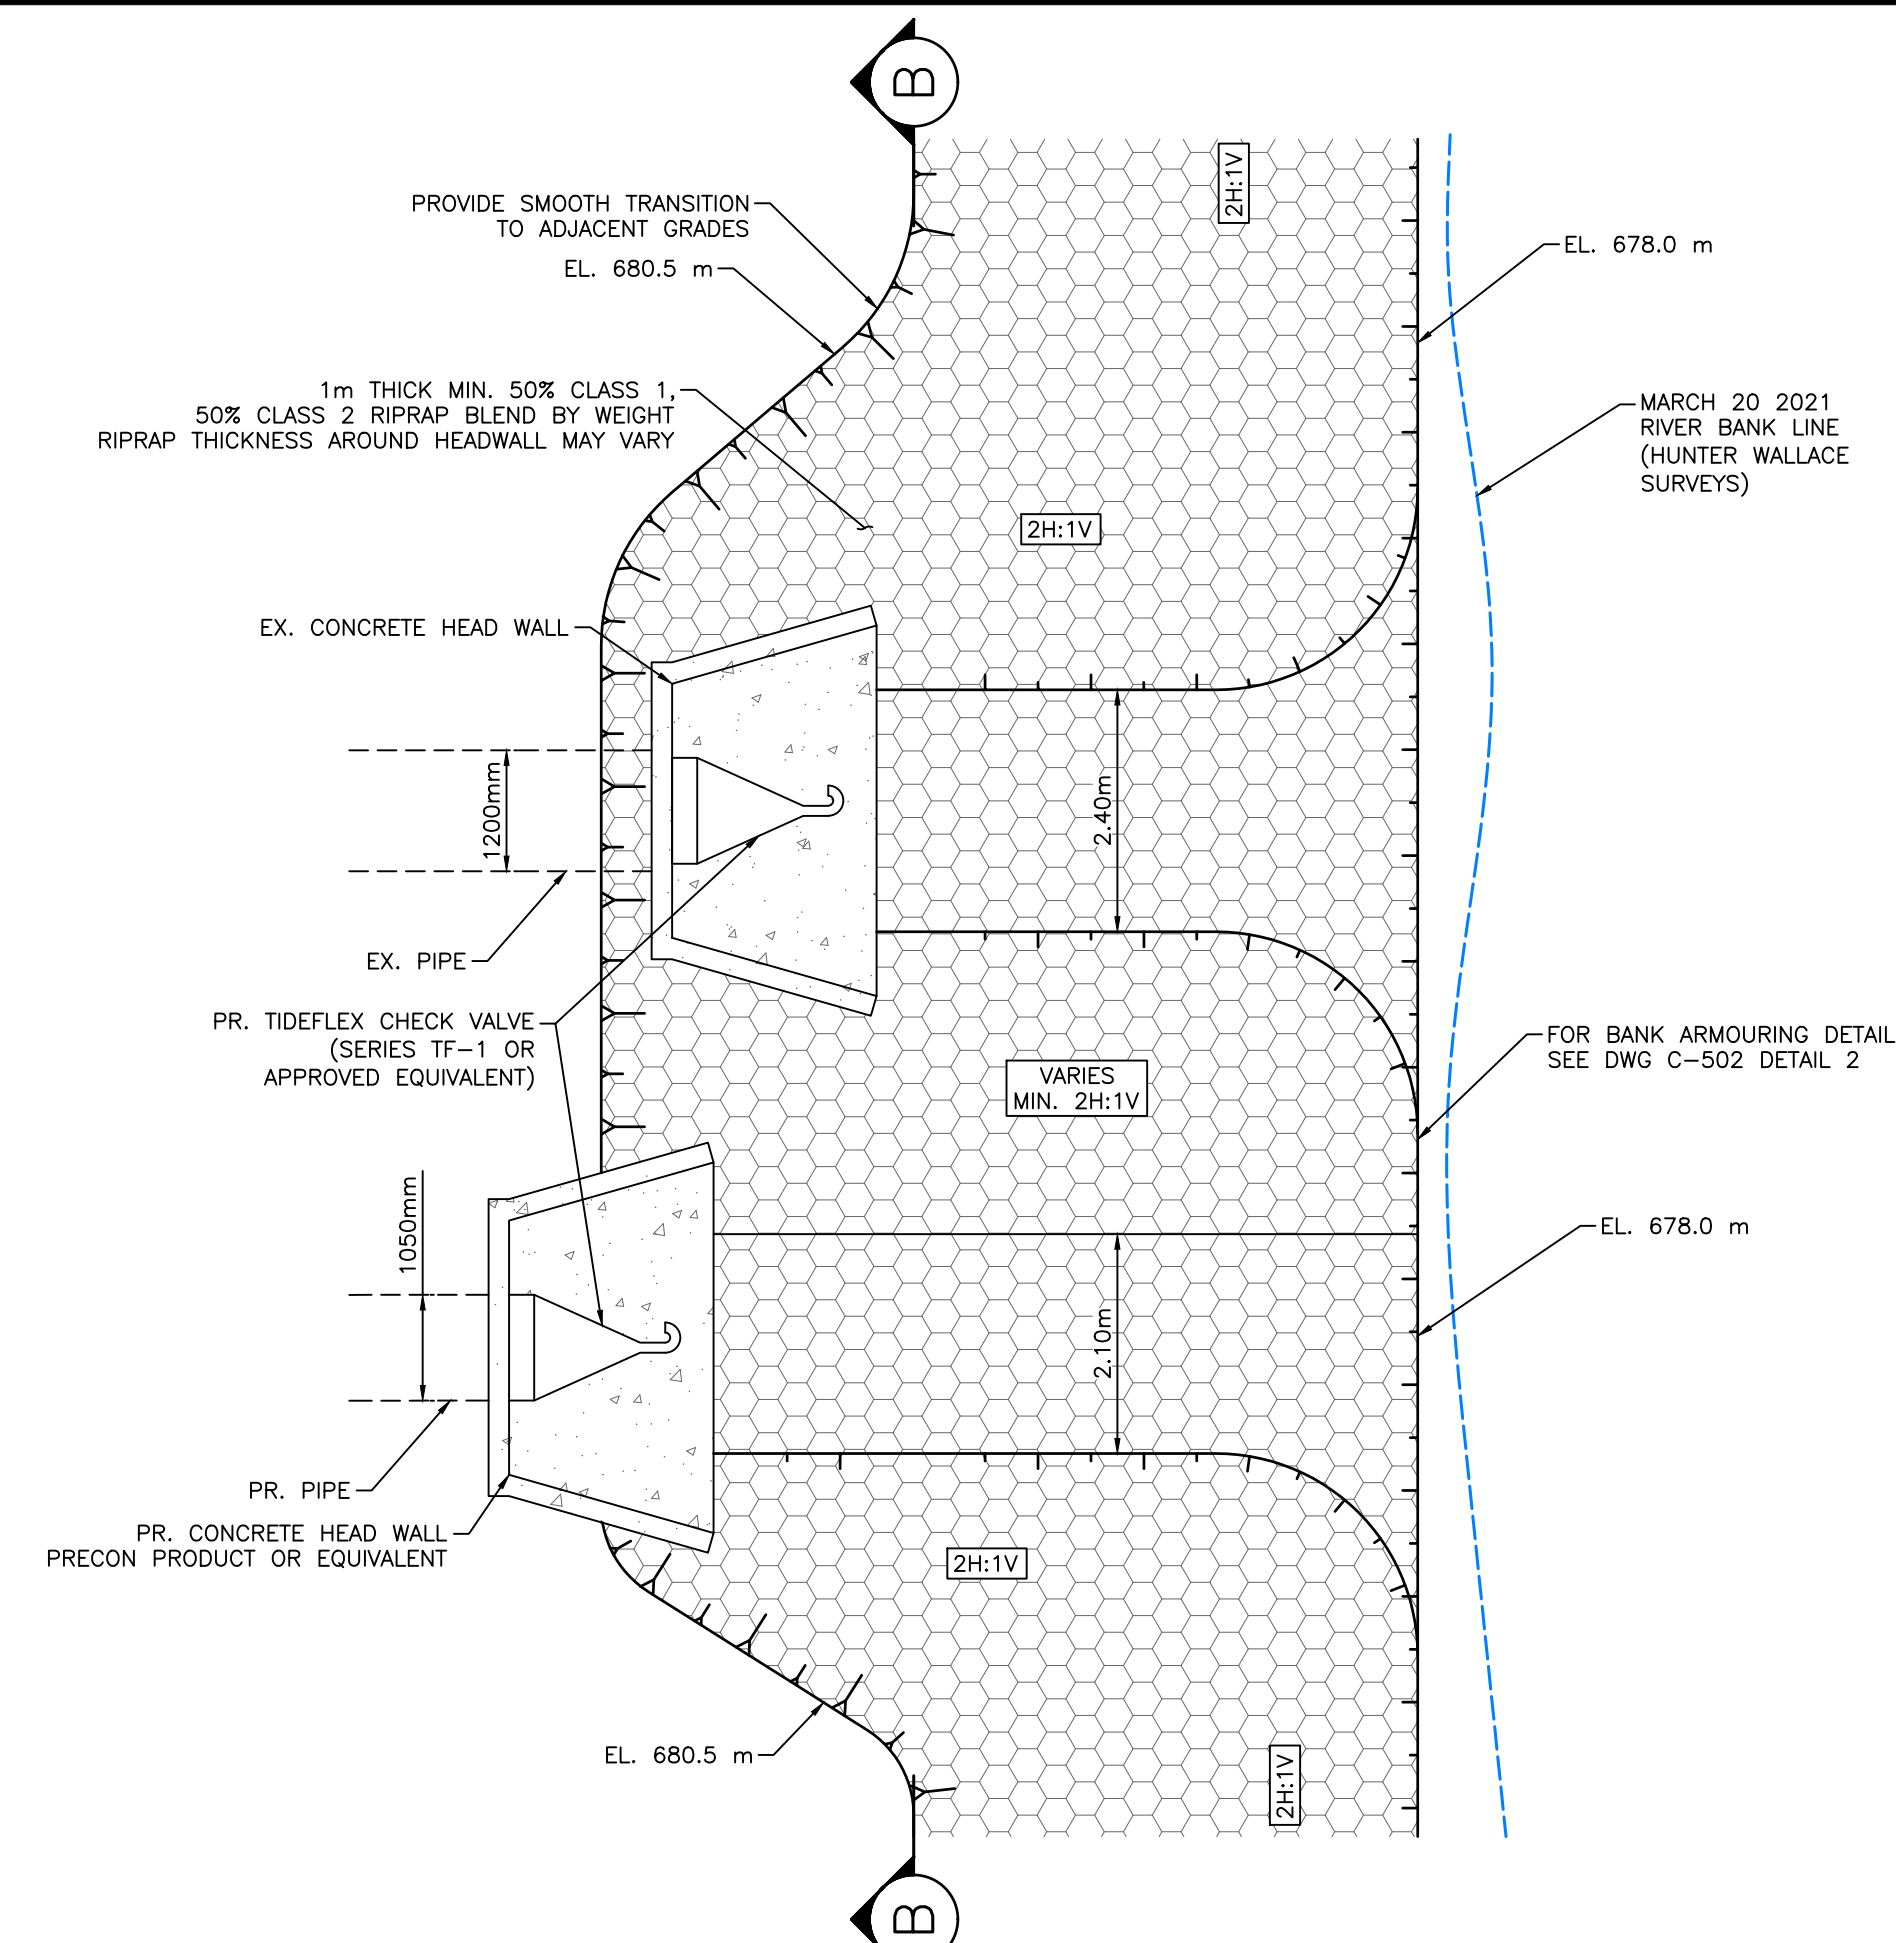 B
2H:1V
PROVIDE SMOOTH TRANSITION
TO ADJACENT GRADES
EL. 678.0 m
EL. 680.5 m
1m THICK MIN. 50% CLASS 1,
50% CLASS 2 RIPRAP BLEND BY WEIGHT
RIPRAP THICKNESS AROUND HEADWALL MAY VARY
MARCH 20 2021
RIVER BANK LINE
(HUNTER WALLACE
SURVEYS)
2H:1V
EX. CONCRETE HEAD WALL
1200mm
2.40m
EX. PIPE
PR. TIDEFLEX CHECK VALVE
(SERIES TF-1 OR
APPROVED EQUIVALENT)
FOR BANK ARMOURING DETAIL
SEE DWG C-502 DETAIL 2
VARIES
MIN. 2H:1V
1050mm
EL. 678.0 m
2.10m
PR. PIPE
PR. CONCRETE HEAD WALL
PRECON PRODUCT OR EQUIVALENT
2H:1V
EL. 680.5 m
2H:1V
B